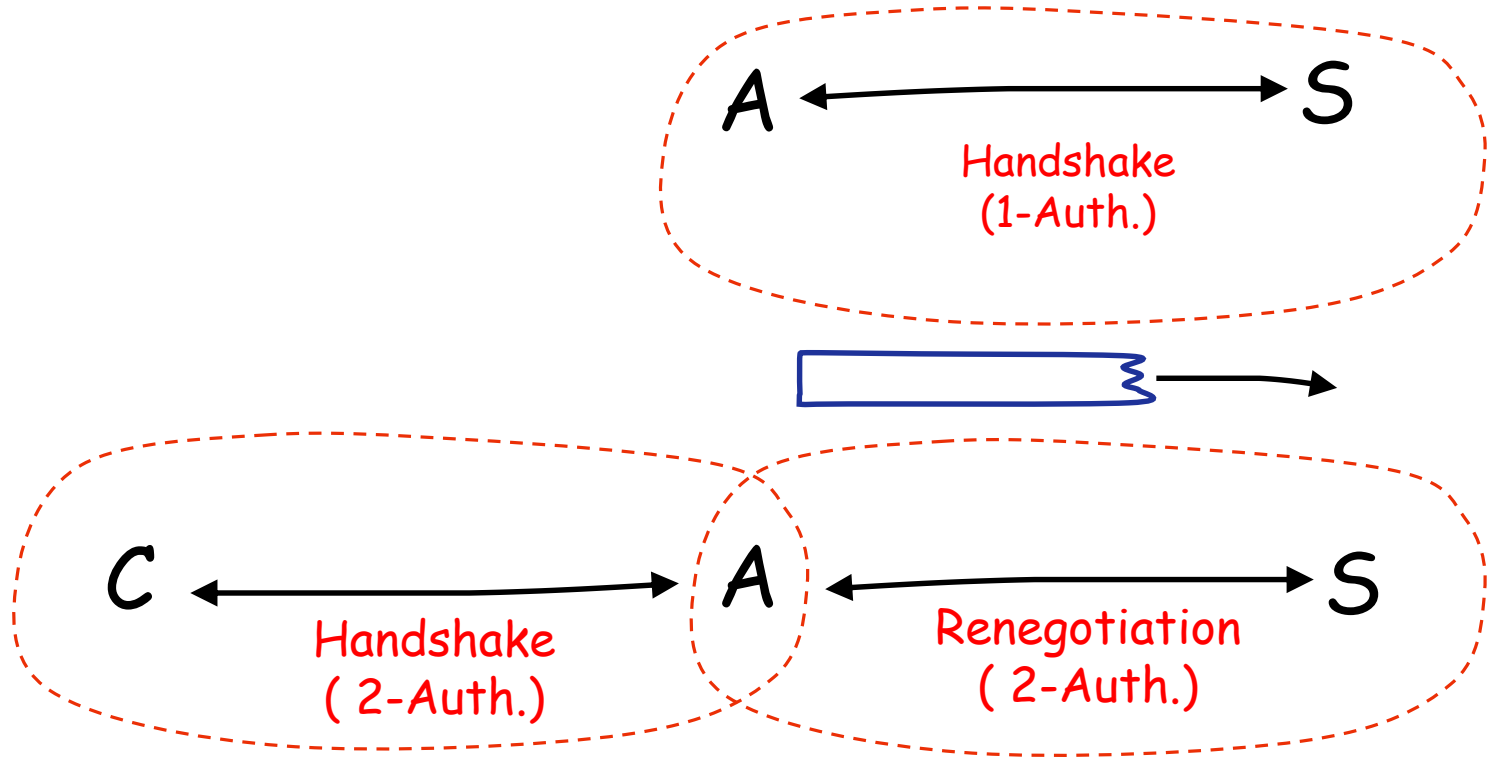 A S
Handshake
(1-Auth.)
C A S
Handshake
( 2-Auth.)
Renegotiation
( 2-Auth.)